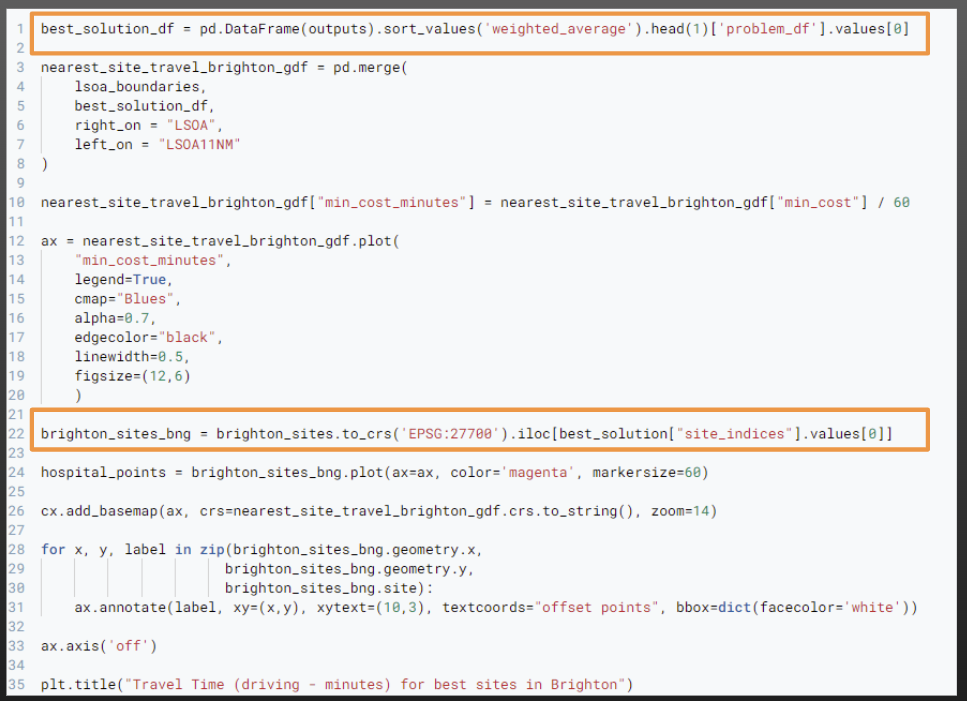 1 best_solution_df = pd.DataFrame(outputs).sort_values('weighted_average').head(1)['problem_df'].values[0]
2
3 nearest_site_travel_brighton_gdf = pd.merge(
4     lsoa_boundaries,
5     best_solution_df,
6     right_on = "LSOA",
7     left_on = "LSOA11NM"
8 )
9
10 nearest_site_travel_brighton_gdf["min_cost_minutes"] = nearest_site_travel_brighton_gdf["min_cost"] / 60
11
12 ax = nearest_site_travel_brighton_gdf.plot(
13     "min_cost_minutes",
14     legend=True,
15     cmap="Blues",
16     alpha=0.7,
17     edgecolor="black",
18     linewidth=0.5,
19     figsize=(12,6)
20     )
21
22 brighton_sites_bng = brighton_sites.to_crs('EPSG:27700').iloc[best_solution["site_indices"].values[0]]
23
24 hospital_points = brighton_sites_bng.plot(ax=ax, color='magenta', markersize=60)
25
26 cx.add_basemap(ax, crs=nearest_site_travel_brighton_gdf.crs.to_string(), zoom=14)
27
28 for x, y, label in zip(brighton_sites_bng.geometry.x,
29                        brighton_sites_bng.geometry.y,
30                        brighton_sites_bng.site):
31     ax.annotate(label, xy=(x,y), xytext=(10,3), textcoords="offset points", bbox=dict(facecolor='white'))
32
33 ax.axis('off')
34
35 plt.title("Travel Time (driving - minutes) for best sites in Brighton")